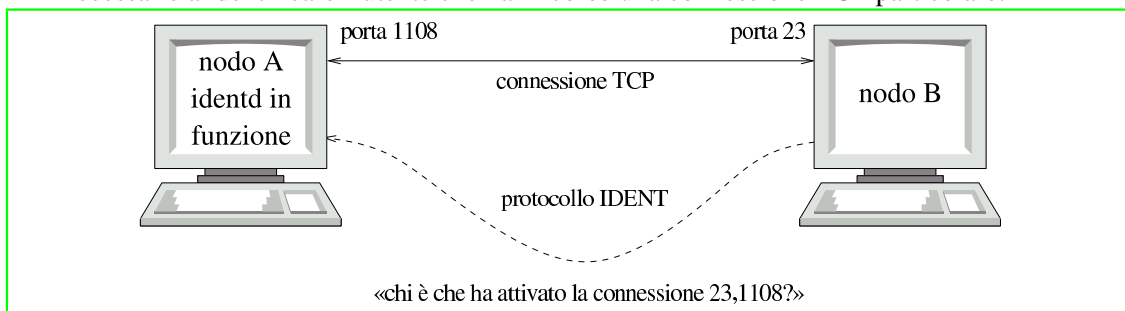 porta 1108
porta 23
nodo A
identd in
funzione
connessione TCP
nodo B
protocollo IDENT
«chi è che ha attivato la connessione 23,1108?»